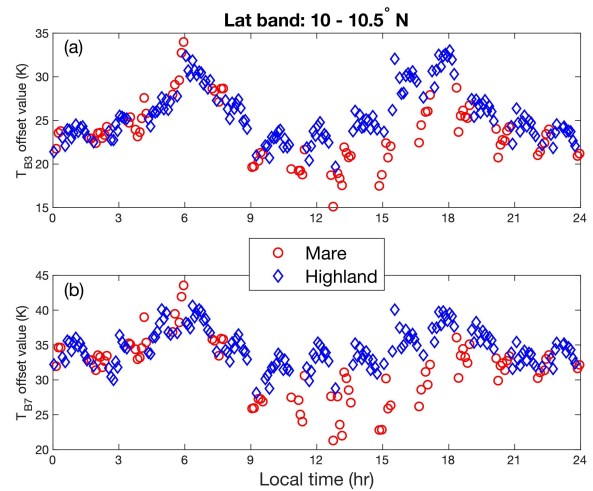 Lat band: 10 - 10.5° N
(a)
T_B3 offset value (K)
35
30
25
20
15
0 3 6 9 12 15 18 21 24
Mare
Highland
(b)
T_B7 offset value (K)
45
40
35
30
25
20
0 3 6 9 12 15 18 21 24
Local time (hr)